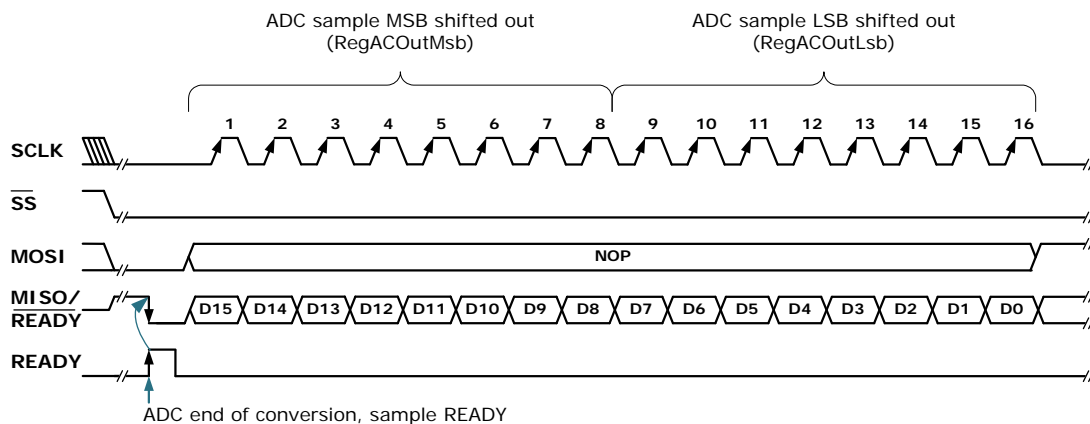 ADC sample MSB shifted out
(RegACOutMsb)
ADC sample LSB shifted out
(RegACOutLsb)
1 2 3 4 5 6 7 8 9 10 11 12 13 14 15 16
SCLK
SS
MOSI
NOP
MISO/
READY
D15 D14 D13 D12 D11 D10 D9 D8 D7 D6 D5 D4 D3 D2 D1 D0
READY
ADC end of conversion, sample READY